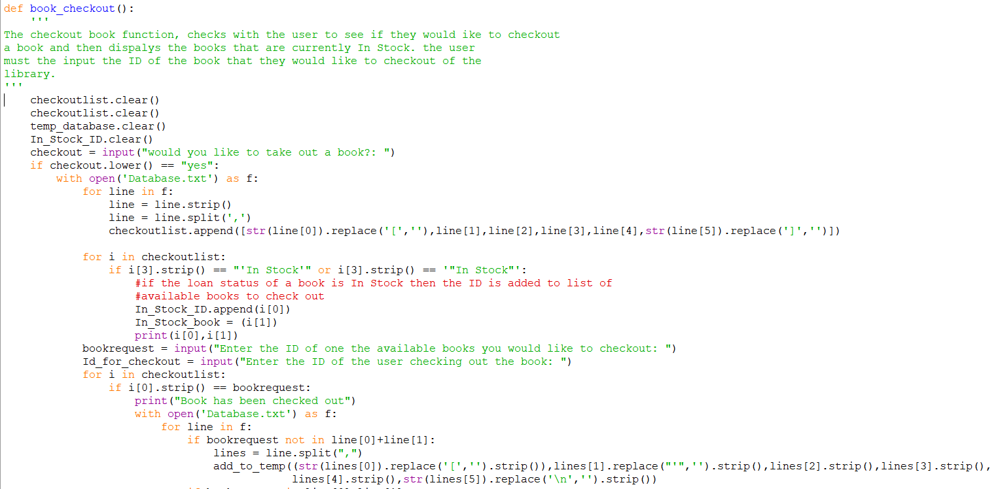 def book_checkout():
    '''
The checkout book function, checks with the user to see if they would ike to checkout
a book and then dispalys the books that are currently In Stock. the user
must the input the ID of the book that they would like to checkout of the
library.
'''
    checkoutlist.clear()
    checkoutlist.clear()
    temp_database.clear()
    In_Stock_ID.clear()
    checkout = input("would you like to take out a book?: ")
    if checkout.lower() == "yes":
        with open('Database.txt') as f:
            for line in f:
                line = line.strip()
                line = line.split(',')
                checkoutlist.append([str(line[0]).replace('[',''),line[1],line[2],line[3],line[4],str(line[5]).replace(']','')])
            for i in checkoutlist:
                if i[3].strip() == "'In Stock'" or i[3].strip() == '"In Stock"':
                    #if the loan status of a book is In Stock then the ID is added to list of
                    #available books to check out
                    In_Stock_ID.append(i[0])
                    In_Stock_book = (i[1])
                    print(i[0],i[1])
            bookrequest = input("Enter the ID of one the available books you would like to checkout: ")
            Id_for_checkout = input("Enter the ID of the user checking out the book: ")
            for i in checkoutlist:
                if i[0].strip() == bookrequest:
                    print("Book has been checked out")
                    with open('Database.txt') as f:
                        for line in f:
                            if bookrequest not in line[0]+line[1]:
                                lines = line.split(",")
                                add_to_temp((str(lines[0]).replace('[','').strip()),lines[1].replace("'",'').strip(),lines[2].strip(),lines[3].strip(),
                                            lines[4].strip(),str(lines[5]).replace('\n','').strip())